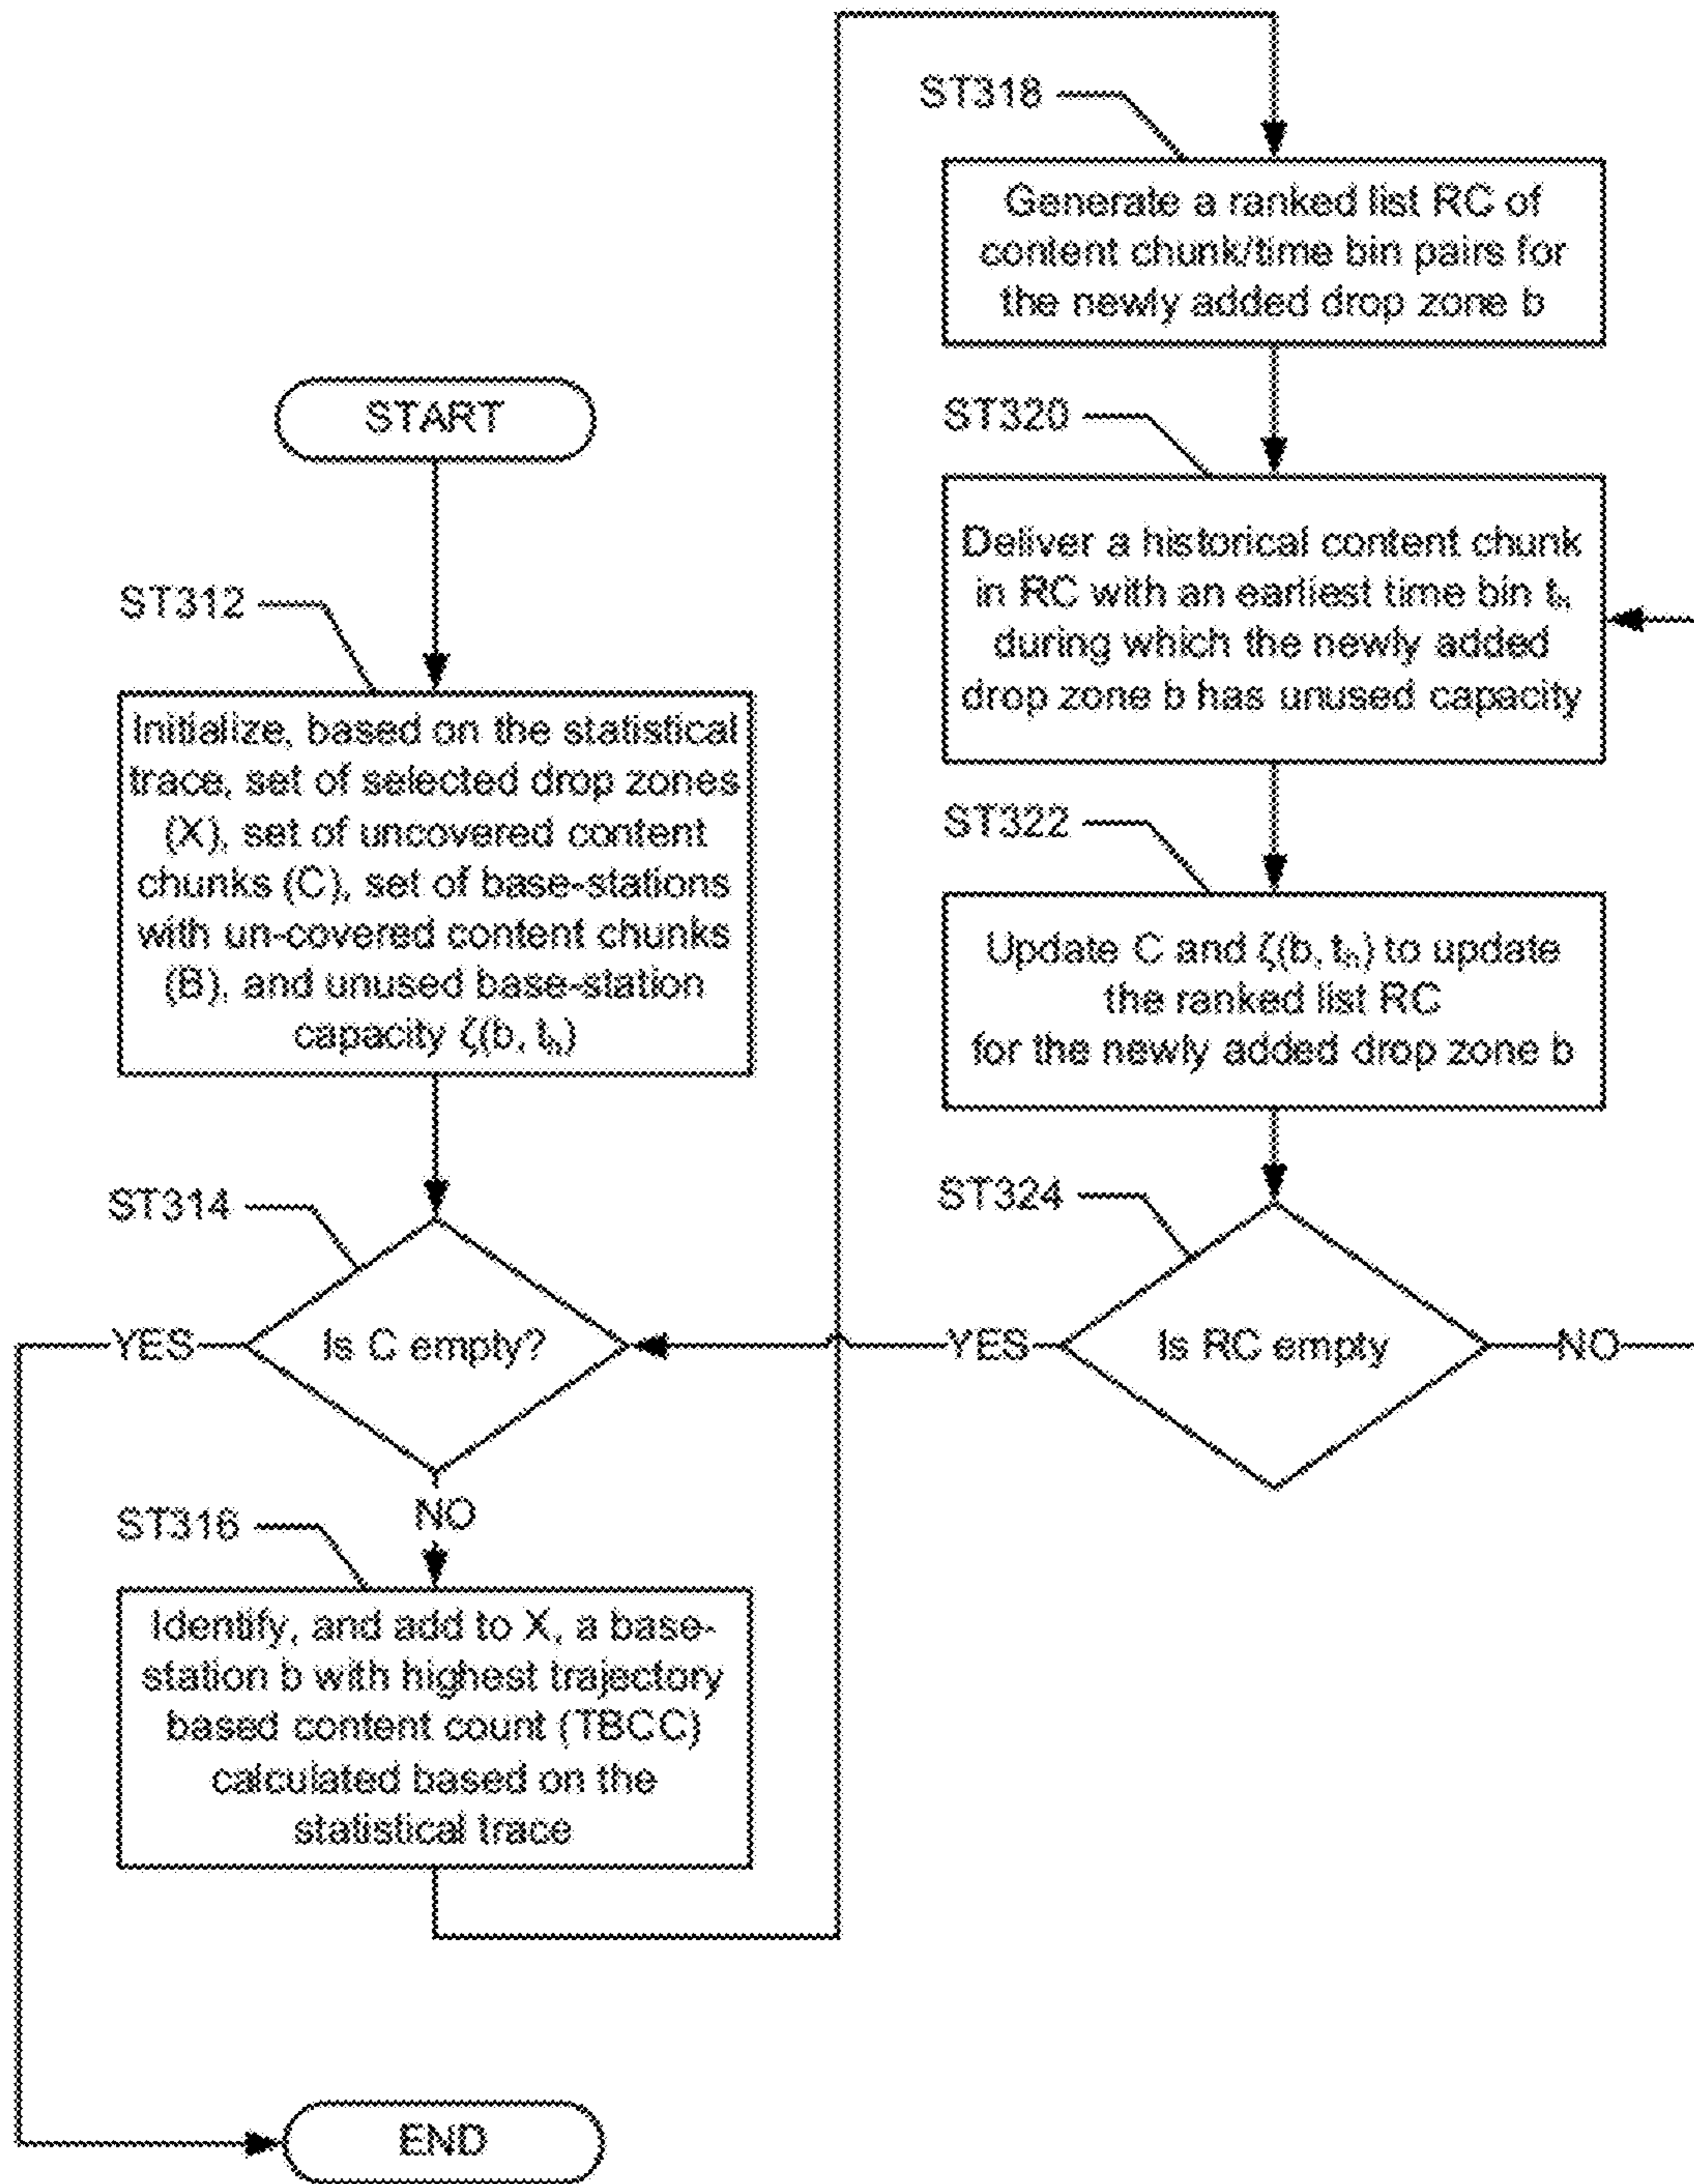 START
ST312
Initialize, based on the statistical
trace, set of selected drop zones
(X), set of uncovered content
chunks (C), set of base-stations
with un-covered content chunks
(B), and unused base-station
capacity ζ(b, tₕ)
ST314
Is C empty?
YES
NO
ST316
Identify, and add to X, a base-
station b with highest trajectory
based content count (TBCC)
calculated based on the
statistical trace
END
ST318
Generate a ranked list RC of
content chunk/time bin pairs for
the newly added drop zone b
ST320
Deliver a historical content chunk
in RC with an earliest time bin tₕ
during which the newly added
drop zone b has unused capacity
ST322
Update C and ζ(b, tₕ) to update
the ranked list RC
for the newly added drop zone b
ST324
YES
Is RC empty
NO